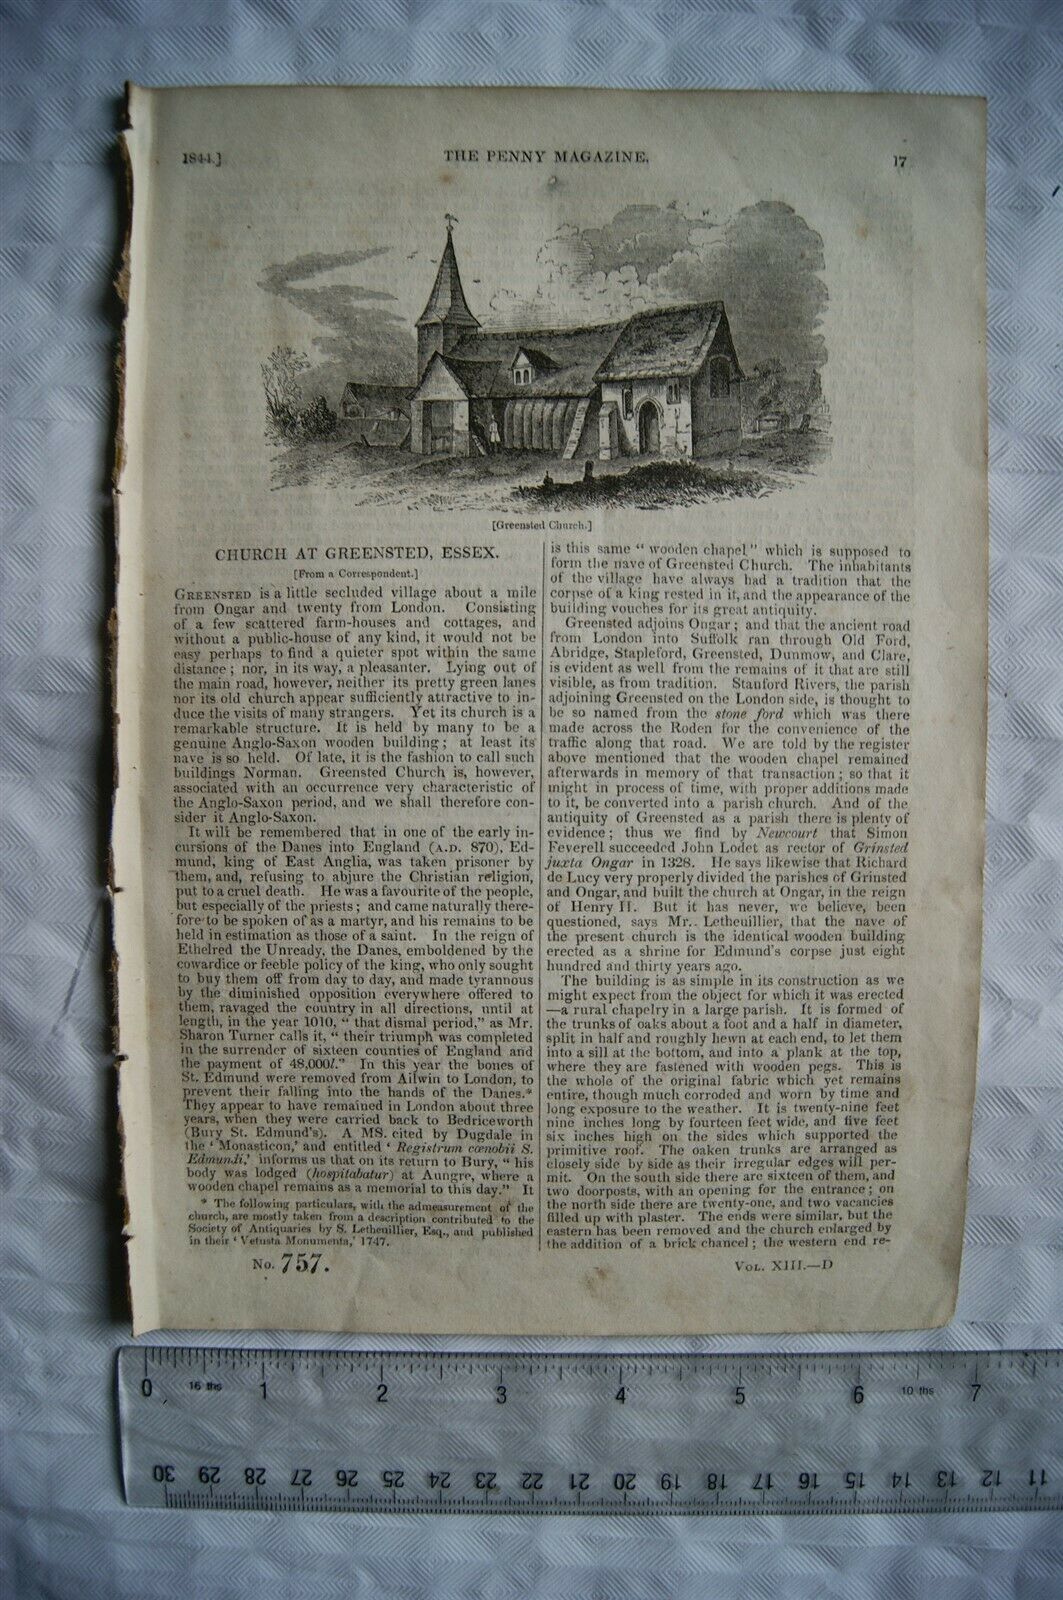 1844.] THE PENNY MAGAZINE. 17
[Greensted Church.]
CHURCH AT GREENSTED, ESSEX.
[From a Correspondent.]
GREENSTED is a little secluded village about a mile
from Ongar and twenty from London. Consisting
of a few scattered farm-houses and cottages, and
without a public-house of any kind, it would not be
easy perhaps to find a quieter spot within the same
distance; nor, in its way, a pleasanter. Lying out of
the main road, however, neither its pretty green lanes
nor its old church appear sufficiently attractive to in-
duce the visits of many strangers. Yet its church is a
remarkable structure. It is held by many to be a
genuine Anglo-Saxon wooden building; at least its
nave is so held. Of late, it is the fashion to call such
buildings Norman. Greensted Church is, however,
associated with an occurrence very characteristic of
the Anglo-Saxon period, and we shall therefore con-
sider it Anglo-Saxon.
It will be remembered that in one of the early in-
cursions of the Danes into England (A.D. 870), Ed-
mund, king of East Anglia, was taken prisoner by
them, and, refusing to abjure the Christian religion,
put to a cruel death. He was a favourite of the people,
but especially of the priests; and came naturally there-
fore to be spoken of as a martyr, and his remains to be
held in estimation as those of a saint. In the reign of
Ethelred the Unready, the Danes, emboldened by the
cowardice or feeble policy of the king, who only sought
to buy them off from day to day, and made tyrannous
by the diminished opposition everywhere offered to
them, ravaged the country in all directions, until at
length, in the year 1010, " that dismal period," as Mr.
Sharon Turner calls it, " their triumph was completed
in the surrender of sixteen counties of England and
the payment of 48,000l." In this year the bones of
St. Edmund were removed from Ailwin to London, to
prevent their falling into the hands of the Danes.*
They appear to have remained in London about three
years, when they were carried back to Bedriceworth
(Bury St. Edmund's). A MS. cited by Dugdale in
the ' Monasticon,' and entitled ' Registrum cœnobii S.
Edmundi,' informs us that on its return to Bury, " his
body was lodged (hospitabatur) at Aungre, where a
wooden chapel remains as a memorial to this day." It
* The following particulars, with the admeasurement of the
church, are mostly taken from a description contributed to the
Society of Antiquaries by S. Letheuillier, Esq., and published
in their ' Vetusta Monumenta,' 1747.
is this same " wooden chapel" which is supposed to
form the nave of Greensted Church. The inhabitants
of the village have always had a tradition that the
corpse of a king rested in it, and the appearance of the
building vouches for its great antiquity.
Greensted adjoins Ongar; and that the ancient road
from London into Suffolk ran through Old Ford,
Abridge, Stapleford, Greensted, Dunmow, and Clare,
is evident as well from the remains of it that are still
visible, as from tradition. Stanford Rivers, the parish
adjoining Greensted on the London side, is thought to
be so named from the stone ford which was there
made across the Roden for the convenience of the
traffic along that road. We are told by the register
above mentioned that the wooden chapel remained
afterwards in memory of that transaction; so that it
might in process of time, with proper additions made
to it, be converted into a parish church. And of the
antiquity of Greensted as a parish there is plenty of
evidence; thus we find by Newcourt that Simon
Feverell succeeded John Lodet as rector of Grinsted
juxta Ongar in 1328. He says likewise that Richard
de Lucy very properly divided the parishes of Grinsted
and Ongar, and built the church at Ongar, in the reign
of Henry II. But it has never, we believe, been
questioned, says Mr. Letheuillier, that the nave of
the present church is the identical wooden building
erected as a shrine for Edmund's corpse just eight
hundred and thirty years ago.
The building is as simple in its construction as we
might expect from the object for which it was erected
—a rural chapelry in a large parish. It is formed of
the trunks of oaks about a foot and a half in diameter,
split in half and roughly hewn at each end, to let them
into a sill at the bottom, and into a plank at the top,
where they are fastened with wooden pegs. This is
the whole of the original fabric which yet remains
entire, though much corroded and worn by time and
long exposure to the weather. It is twenty-nine feet
nine inches long by fourteen feet wide, and five feet
six inches high on the sides which supported the
primitive roof. The oaken trunks are arranged as
closely side by side as their irregular edges will per-
mit. On the south side there are sixteen of them, and
two doorposts, with an opening for the entrance; on
the north side there are twenty-one, and two vacancies
filled up with plaster. The ends were similar, but the
eastern has been removed and the church enlarged by
the addition of a brick chancel; the western end re-
No. 757. VOL. XIII.—D
0 16 ths 1 2 3 4 5 6 10 ths 7
30 29 28 27 26 25 24 23 22 21 20 19 18 17 16 15 14 13 12 11